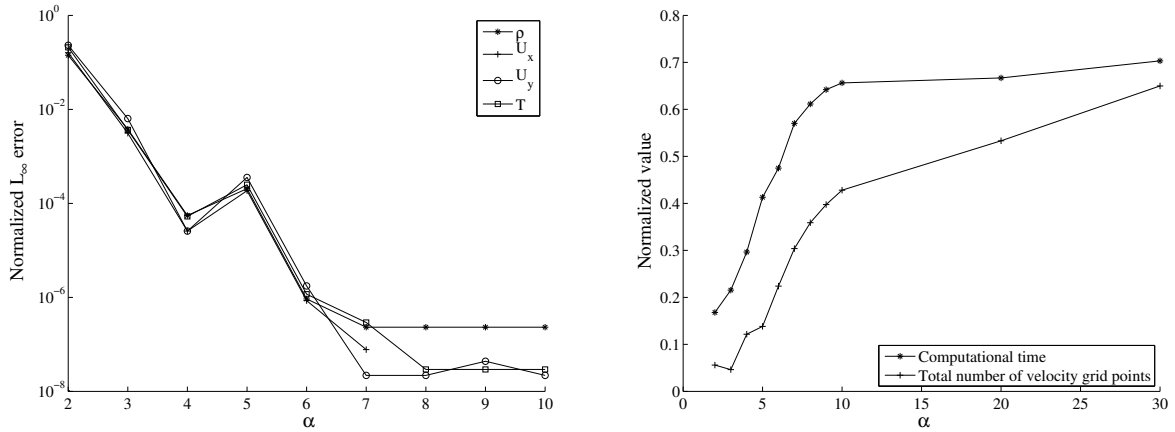 10^0
10^-2
10^-4
10^-6
10^-8
Normalized L_∞ error
2 3 4 5 6 7 8 9 10
α
ρ
U_x
U_y
T
0.8
0.7
0.6
0.5
0.4
0.3
0.2
0.1
0
Normalized value
0 5 10 15 20 25 30
α
Computational time
Total number of velocity grid points